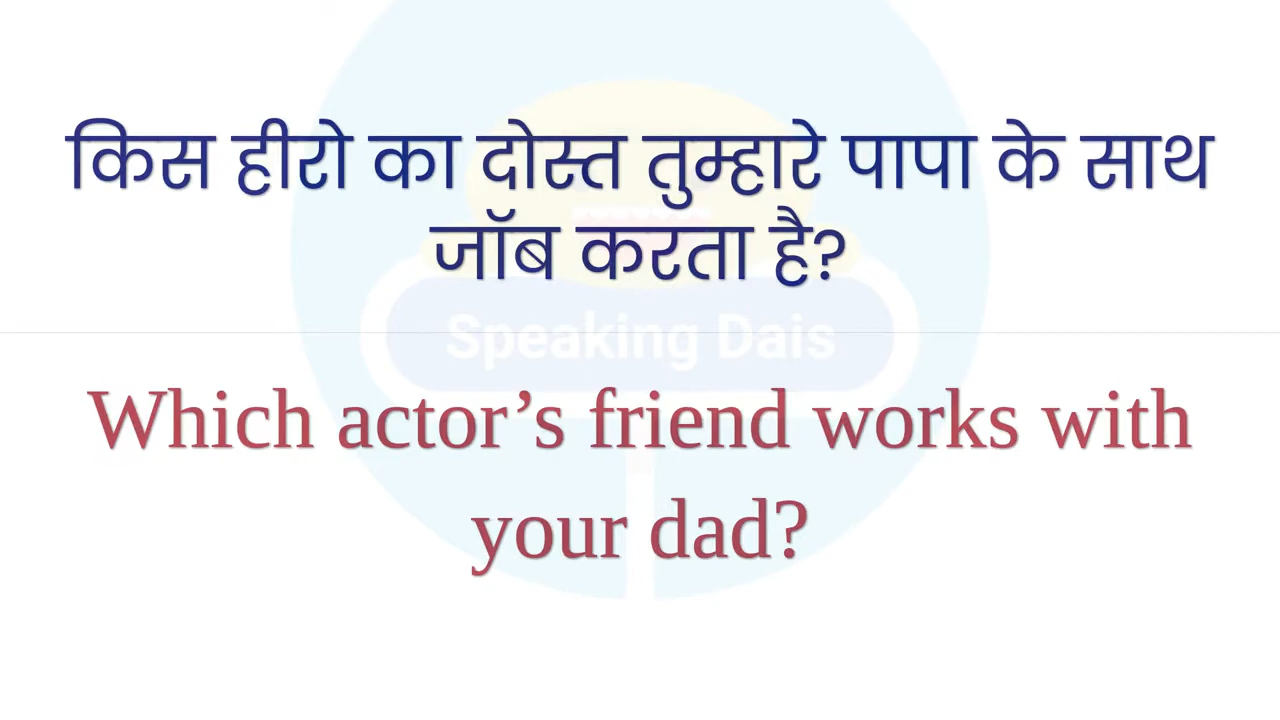 किस हीरो का दोस्त तुम्हारे पापा के साथ
जॉब करता है?
Speaking Dais
Which actor’s friend works with
your dad?